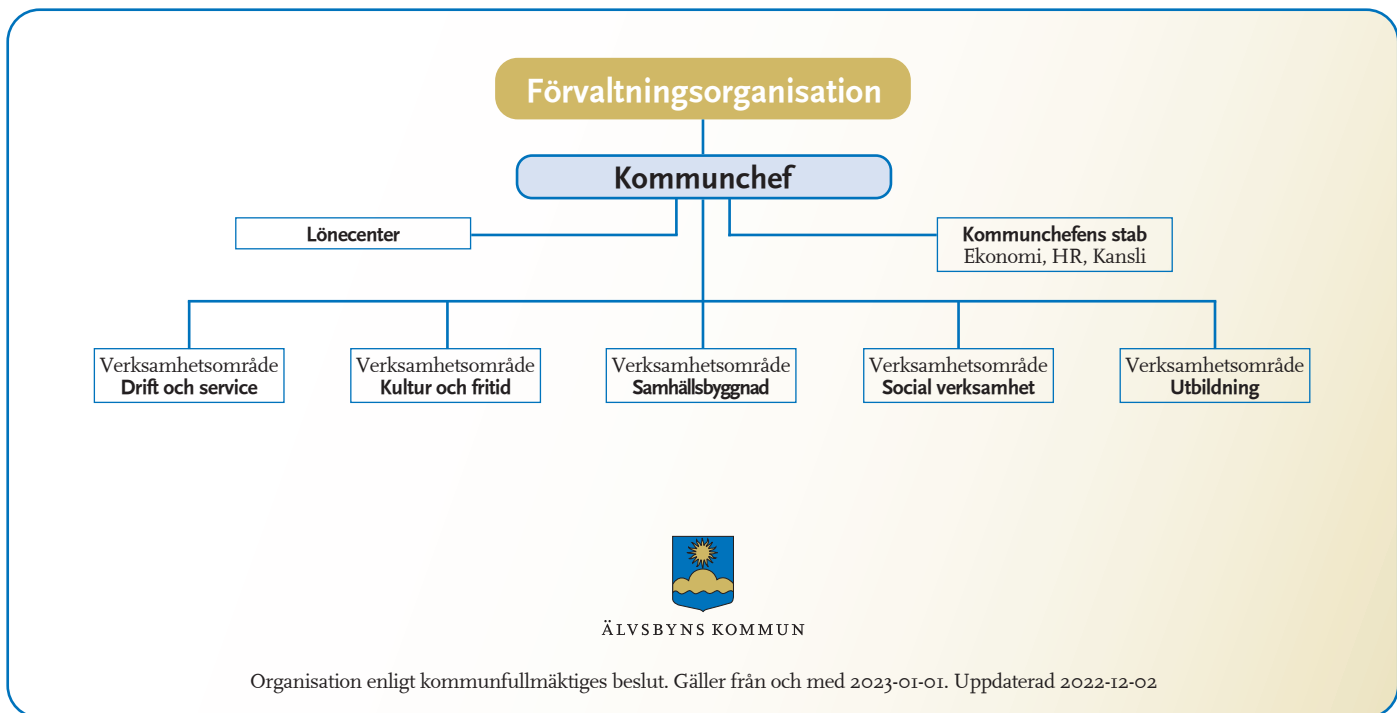 Förvaltningsorganisation
Kommunchef
Lönecenter
Kommunchefens stab
Ekonomi, HR, Kansli
Verksamhetsområde
Drift och service
Verksamhetsområde
Kultur och fritid
Verksamhetsområde
Samhällsbyggnad
Verksamhetsområde
Social verksamhet
Verksamhetsområde
Utbildning
ÄLVSBYNS KOMMUN
Organisation enligt kommunfullmäktiges beslut. Gäller från och med 2023-01-01. Uppdaterad 2022-12-02